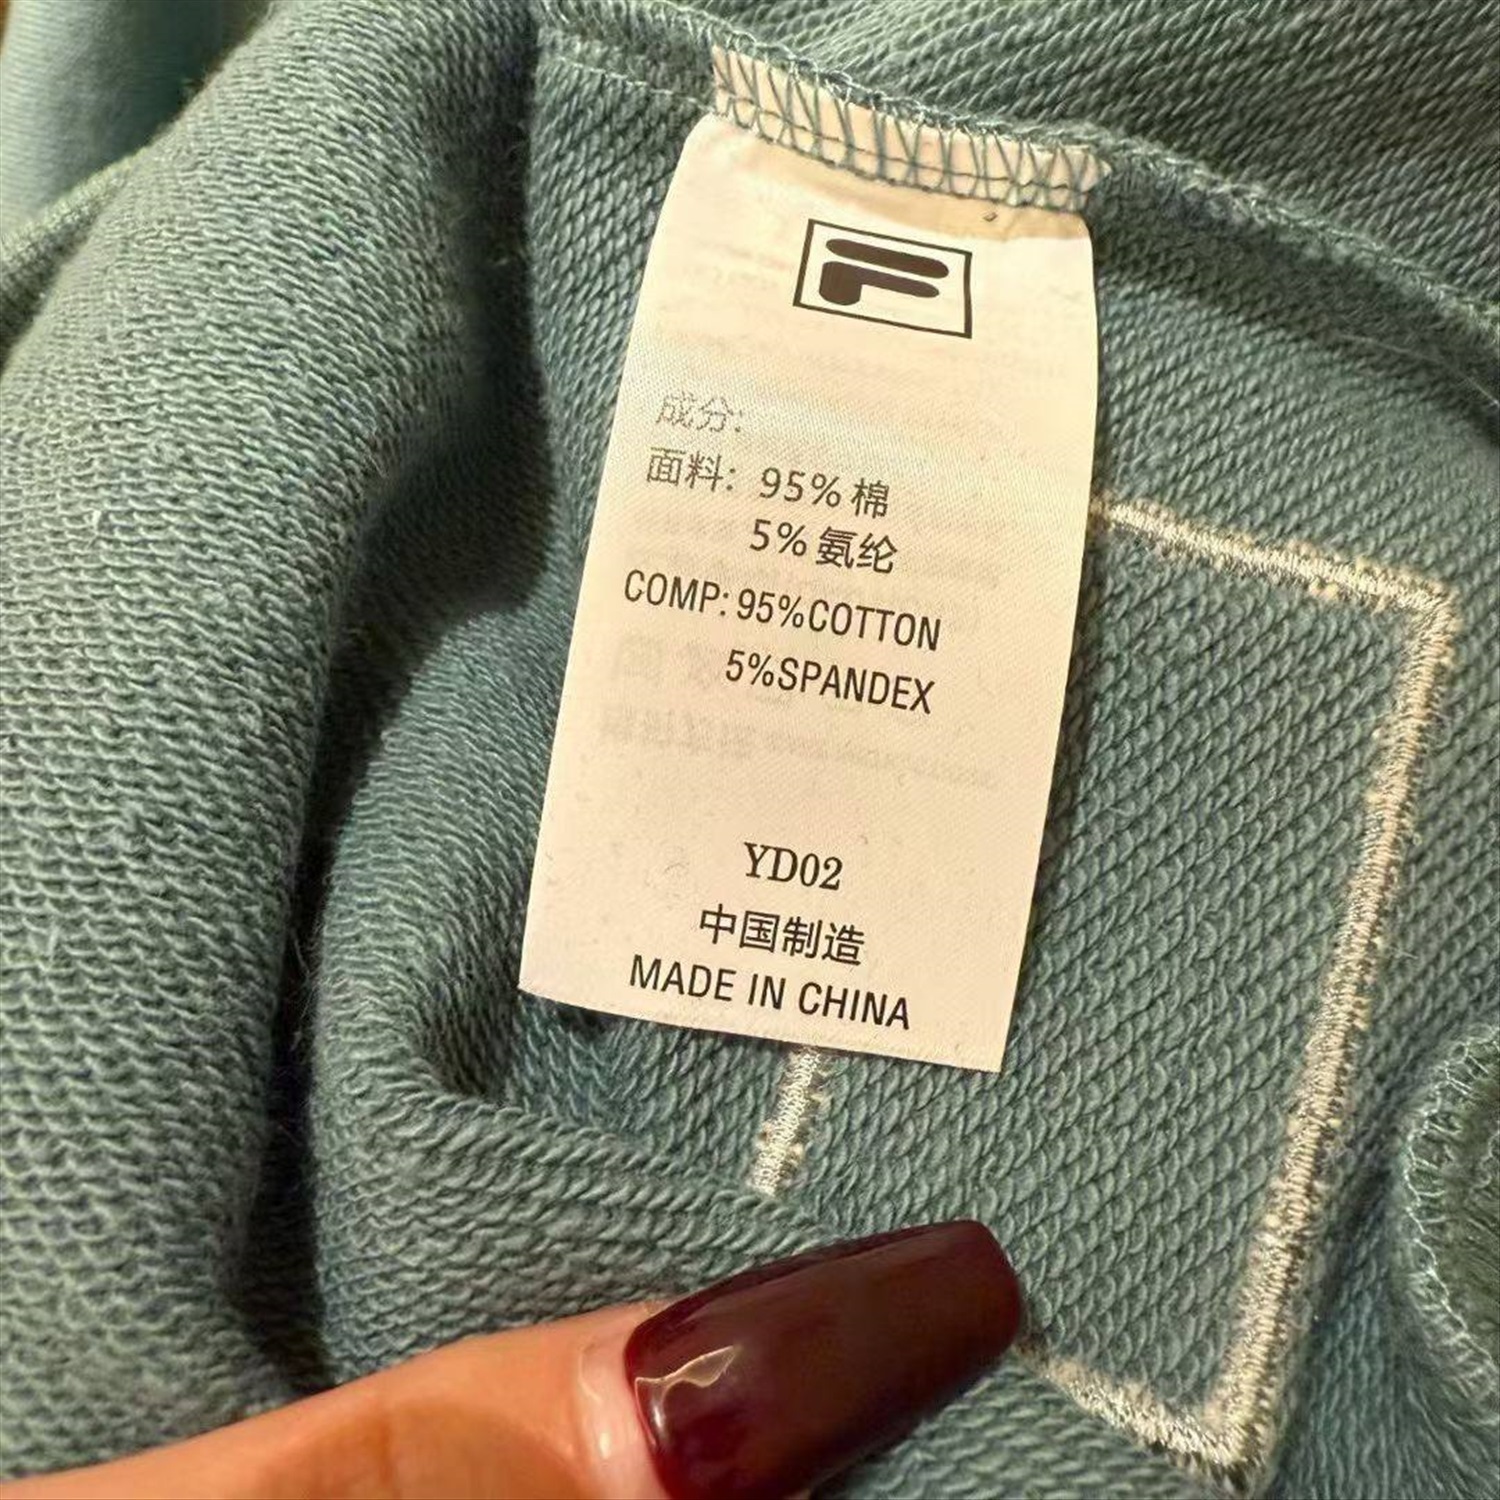 F
成分:
面料: 95% 棉
5% 氨纶
COMP: 95%COTTON
5%SPANDEX
YD02
中国制造
MADE IN CHINA